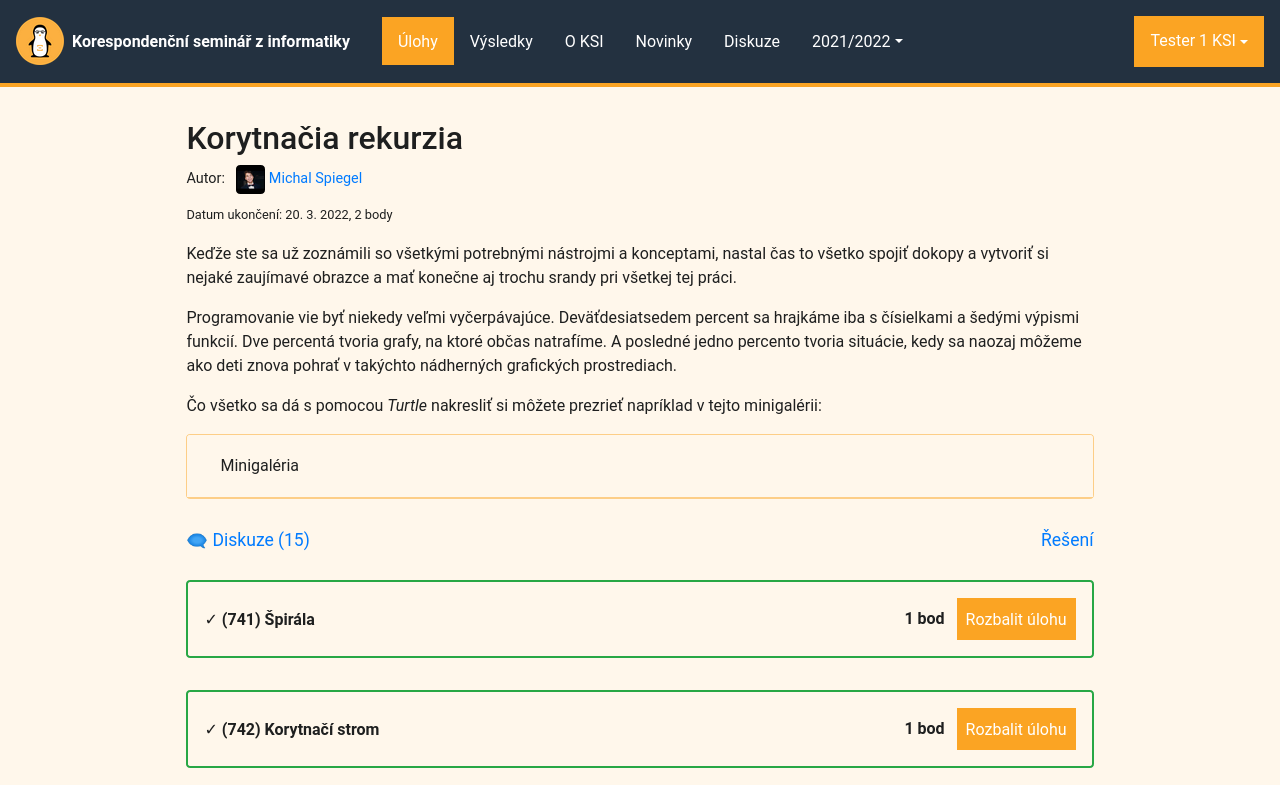 Korespondenční seminář z informatiky
Úlohy
Výsledky
O KSI
Novinky
Diskuze
2021/2022
Tester 1 KSI
Korytnačia rekurzia
Autor: Michal Spiegel
Datum ukončení: 20. 3. 2022, 2 body
Keďže ste sa už zoznámili so všetkými potrebnými nástrojmi a konceptami, nastal čas to všetko spojiť dokopy a vytvoriť si
nejaké zaujímavé obrazce a mať konečne aj trochu srandy pri všetkej tej práci.
Programovanie vie byť niekedy veľmi vyčerpávajúce. Deväťdesiatsedem percent sa hrajkáme iba s čísielkami a šedými výpismi
funkcií. Dve percentá tvoria grafy, na ktoré občas natrafíme. A posledné jedno percento tvoria situácie, kedy sa naozaj môžeme
ako deti znova pohrať v takýchto nádherných grafických prostrediach.
Čo všetko sa dá s pomocou Turtle nakresliť si môžete prezrieť napríklad v tejto minigalérii:
Minigaléria
Diskuze (15)
Řešení
✓ (741) Špirála
1 bod
Rozbalit úlohu
✓ (742) Korytnačí strom
1 bod
Rozbalit úlohu